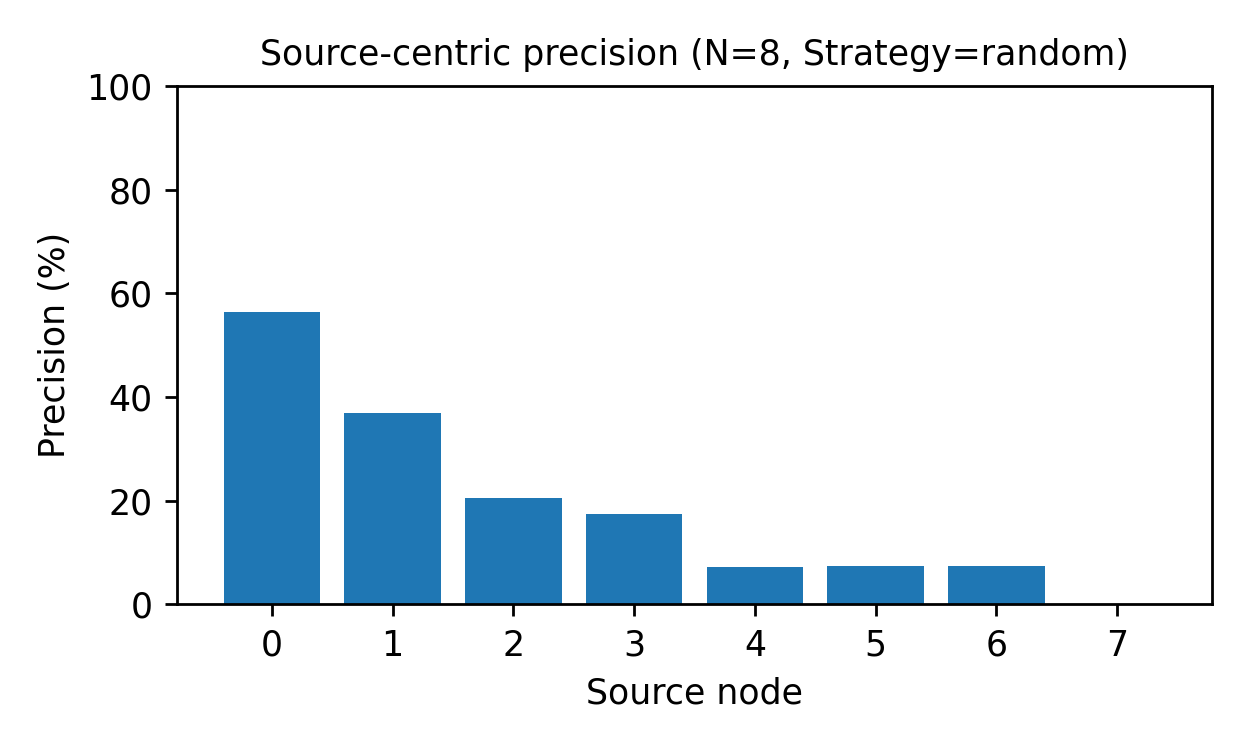 Source-centric precision (N=8, Strategy=random)
100
80
60
40
20
0
Precision (%)
0 1 2 3 4 5 6 7
Source node